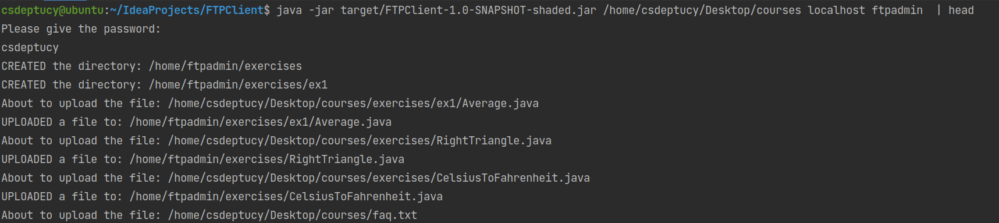 csdeptucy@ubuntu:~/IdeaProjects/FTPClient$ java -jar target/FTPClient-1.0-SNAPSHOT-shaded.jar /home/csdeptucy/Desktop/courses localhost ftpadmin  | head
Please give the password:
csdeptucy
CREATED the directory: /home/ftpadmin/exercises
CREATED the directory: /home/ftpadmin/exercises/ex1
About to upload the file: /home/csdeptucy/Desktop/courses/exercises/ex1/Average.java
UPLOADED a file to: /home/ftpadmin/exercises/ex1/Average.java
About to upload the file: /home/csdeptucy/Desktop/courses/exercises/RightTriangle.java
UPLOADED a file to: /home/ftpadmin/exercises/RightTriangle.java
About to upload the file: /home/csdeptucy/Desktop/courses/exercises/CelsiusToFahrenheit.java
UPLOADED a file to: /home/ftpadmin/exercises/CelsiusToFahrenheit.java
About to upload the file: /home/csdeptucy/Desktop/courses/faq.txt